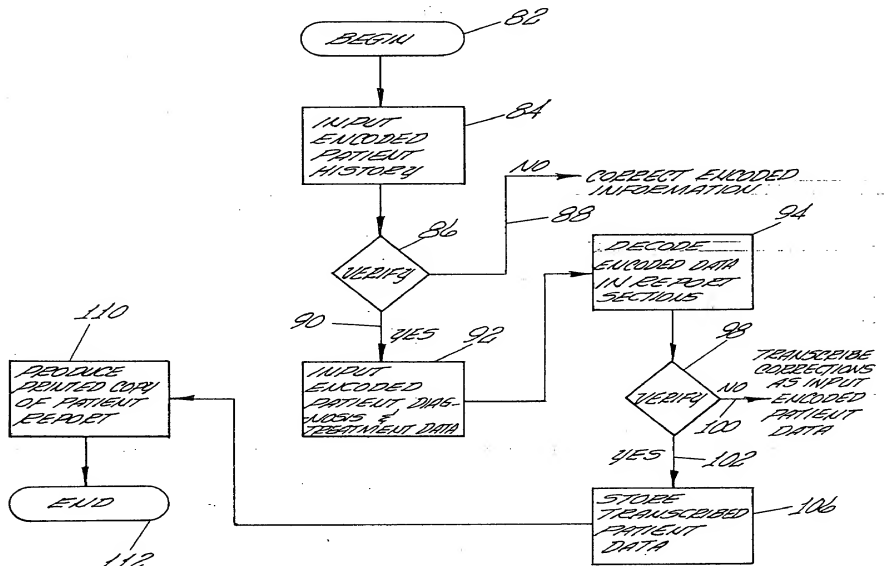 BEGIN
82
INPUT
ENCODED
PATIENT
HISTORY
84
NO
CORRECT ENCODED
INFORMATION
88
86
VERIFY
90
YES
92
INPUT
ENCODED
PATIENT DIAG-
NOSIS &
TREATMENT DATA
94
DECODE
ENCODED DATA
IN REPORT
SECTIONS
98
VERIFY
NO
100
TRANSCRIBE
CORRECTIONS
AS INPUT
ENCODED
PATIENT
DATA
YES
102
STORE
TRANSCRIBED
PATIENT
DATA
106
110
PRODUCE
PRINTED COPY
OF PATIENT
REPORT
END
112